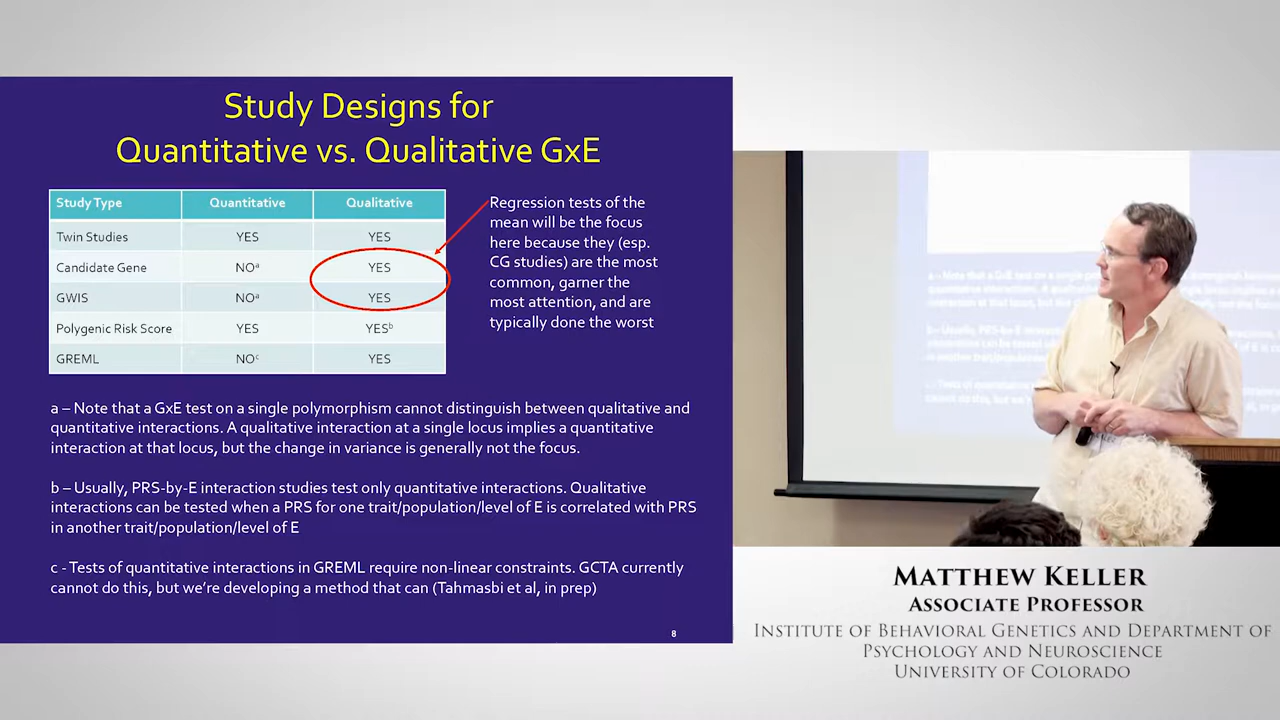 Study Designs for
Quantitative vs. Qualitative GxE
Study Type Quantitative Qualitative
Twin Studies YES YES
Candidate Gene NOᵃ YES
GWIS NOᵃ YES
Polygenic Risk Score YES YESᵇ
GREML NOᶜ YES
Regression tests of the
mean will be the focus
here because they (esp.
CG studies) are the most
common, garner the
most attention, and are
typically done the worst
a – Note that a GxE test on a single polymorphism cannot distinguish between qualitative and
quantitative interactions. A qualitative interaction at a single locus implies a quantitative
interaction at that locus, but the change in variance is generally not the focus.
b – Usually, PRS-by-E interaction studies test only quantitative interactions. Qualitative
interactions can be tested when a PRS for one trait/population/level of E is correlated with PRS
in another trait/population/level of E
c - Tests of quantitative interactions in GREML require non-linear constraints. GCTA currently
cannot do this, but we're developing a method that can (Tahmasbi et al, in prep)
8
MATTHEW KELLER
ASSOCIATE PROFESSOR
INSTITUTE OF BEHAVIORAL GENETICS AND DEPARTMENT OF
PSYCHOLOGY AND NEUROSCIENCE
UNIVERSITY OF COLORADO